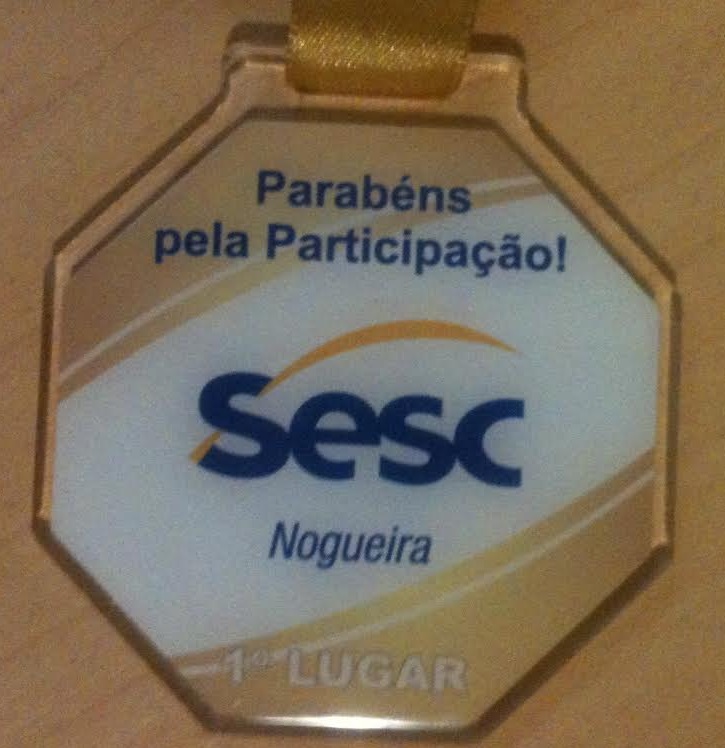 Parabéns
pela Participação!
Sesc
Nogueira
1º LUGAR